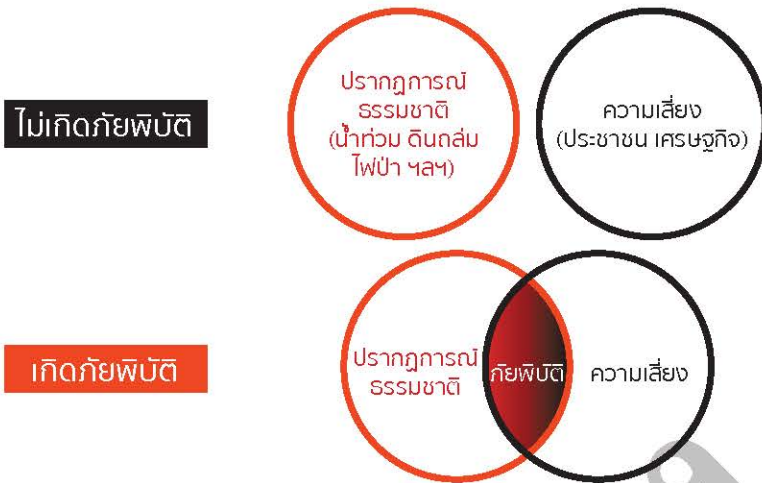 ไม่เกิดภัยพิบัติ
ปรากฏการณ์
ธรรมชาติ
(น้ำท่วม ดินถล่ม
ไฟป่า ฯลฯ)
ความเสี่ยง
(ประชาชน เศรษฐกิจ)
เกิดภัยพิบัติ
ปรากฏการณ์
ธรรมชาติ
ภัยพิบัติ
ความเสี่ยง